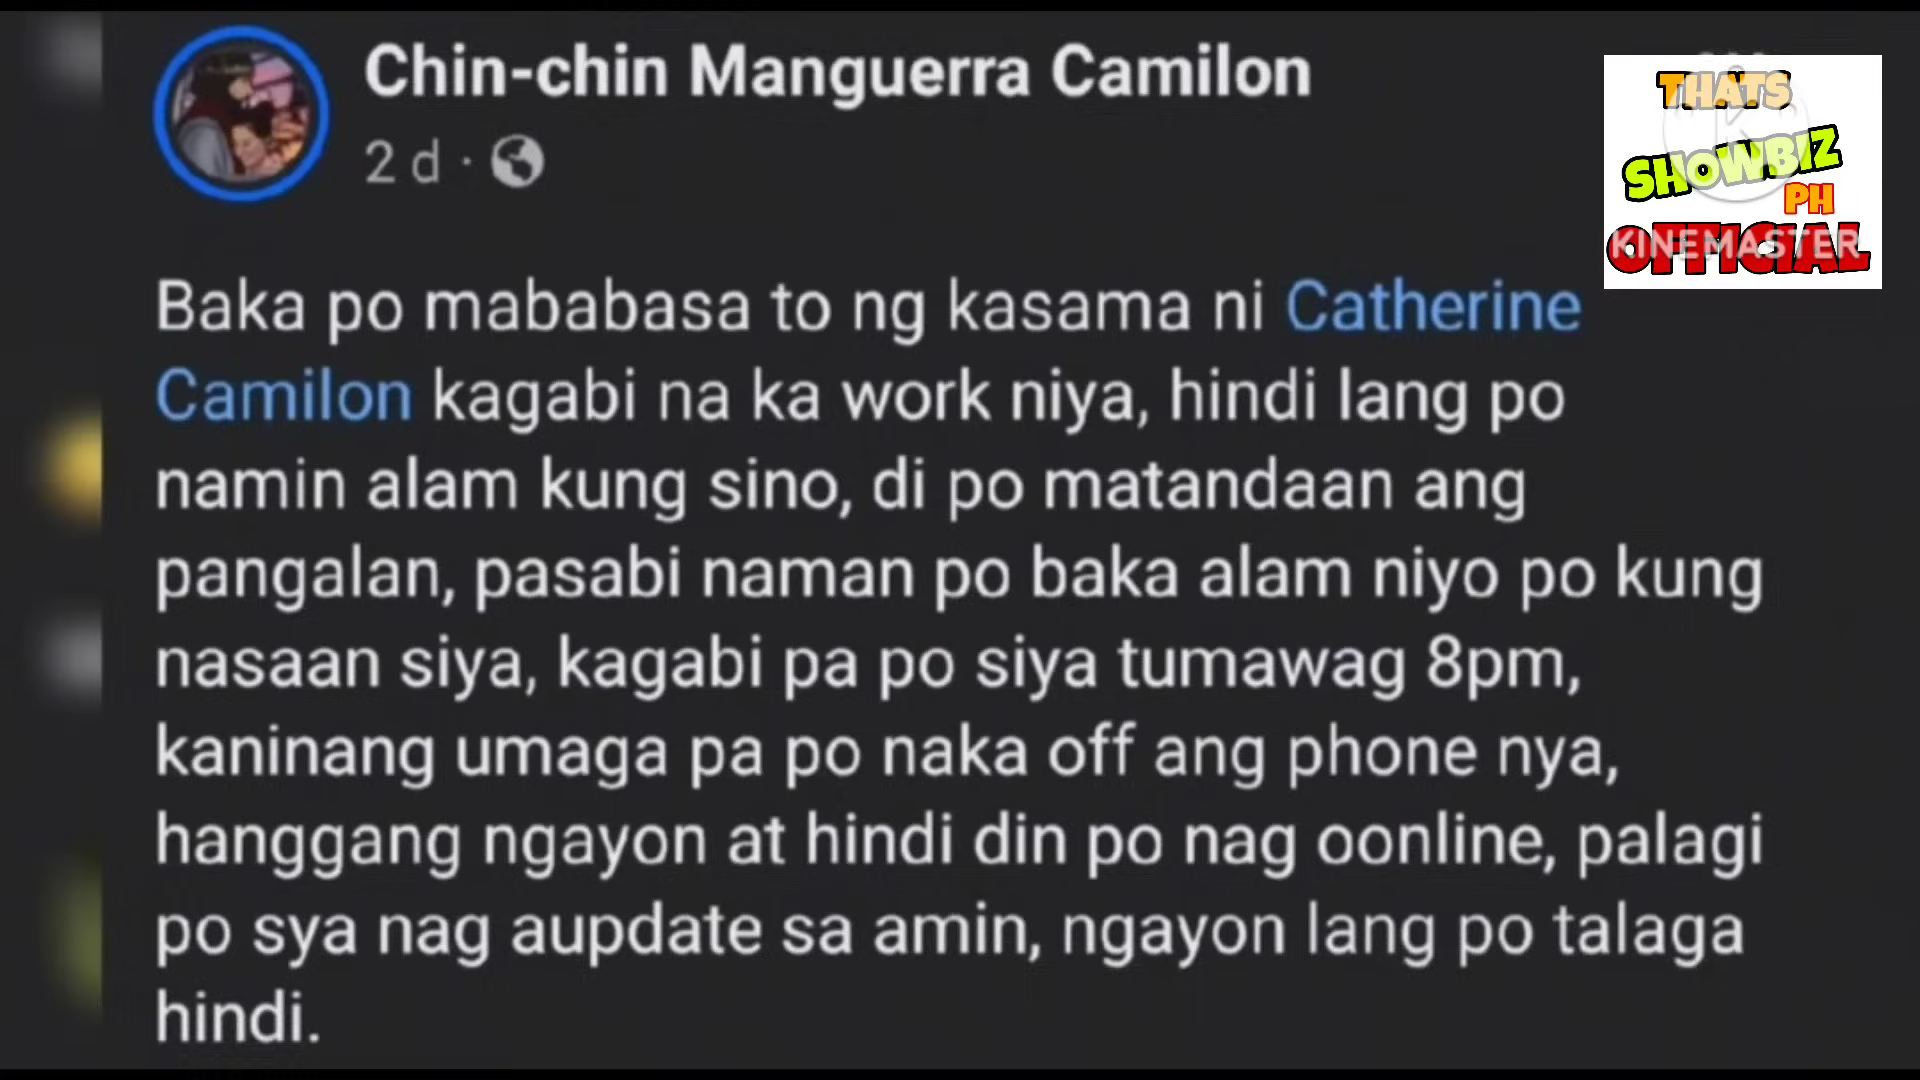 Chin-chin Manguerra Camilon
2 d ·
THATS
SHOWBIZ
PH
OFFICIAL
KINEMASTER
Baka po mababasa to ng kasama ni Catherine
Camilon kagabi na ka work niya, hindi lang po
namin alam kung sino, di po matandaan ang
pangalan, pasabi naman po baka alam niyo po kung
nasaan siya, kagabi pa po siya tumawag 8pm,
kaninang umaga pa po naka off ang phone nya,
hanggang ngayon at hindi din po nag oonline, palagi
po sya nag aupdate sa amin, ngayon lang po talaga
hindi.